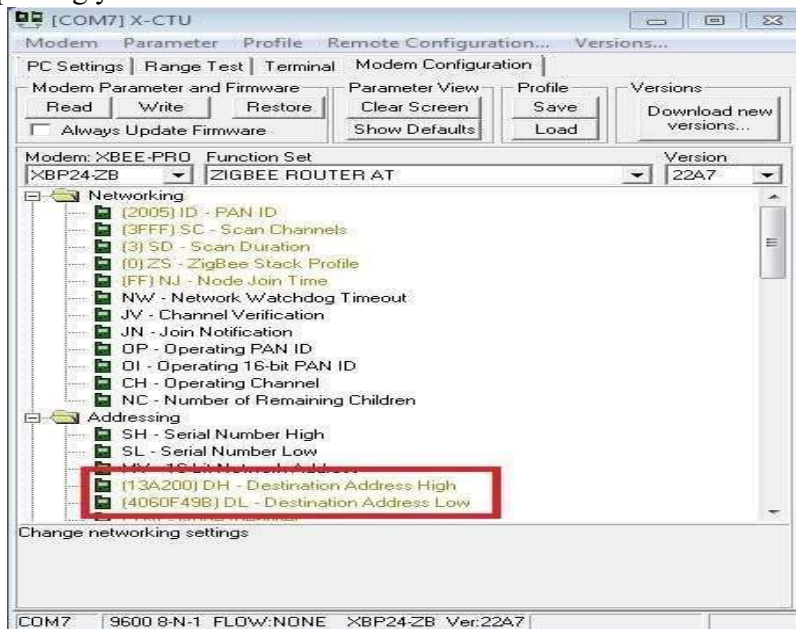 [COM7] X-CTU
Modem Parameter Profile Remote Configuration... Versions...
PC Settings Range Test Terminal Modem Configuration
Modem Parameter and Firmware Parameter View Profile Versions
Read Write Restore Clear Screen Save Download new versions...
Always Update Firmware Show Defaults Load
Modem: XBEE-PRO Function Set Version
XBP24-ZB ZIGBEE ROUTER AT 22A7
Networking
(2005) ID - PAN ID
(3FFF) SC - Scan Channels
(3) SD - Scan Duration
(0) ZS - ZigBee Stack Profile
(FF) NJ - Node Join Time
NW - Network Watchdog Timeout
JV - Channel Verification
JN - Join Notification
OP - Operating PAN ID
OI - Operating 16-bit PAN ID
CH - Operating Channel
NC - Number of Remaining Children
Addressing
SH - Serial Number High
SL - Serial Number Low
(13A200) DH - Destination Address High
(4060F49B) DL - Destination Address Low
Change networking settings
COM7 9600 8-N-1 FLOW:NONE XBP24-ZB Ver:22A7